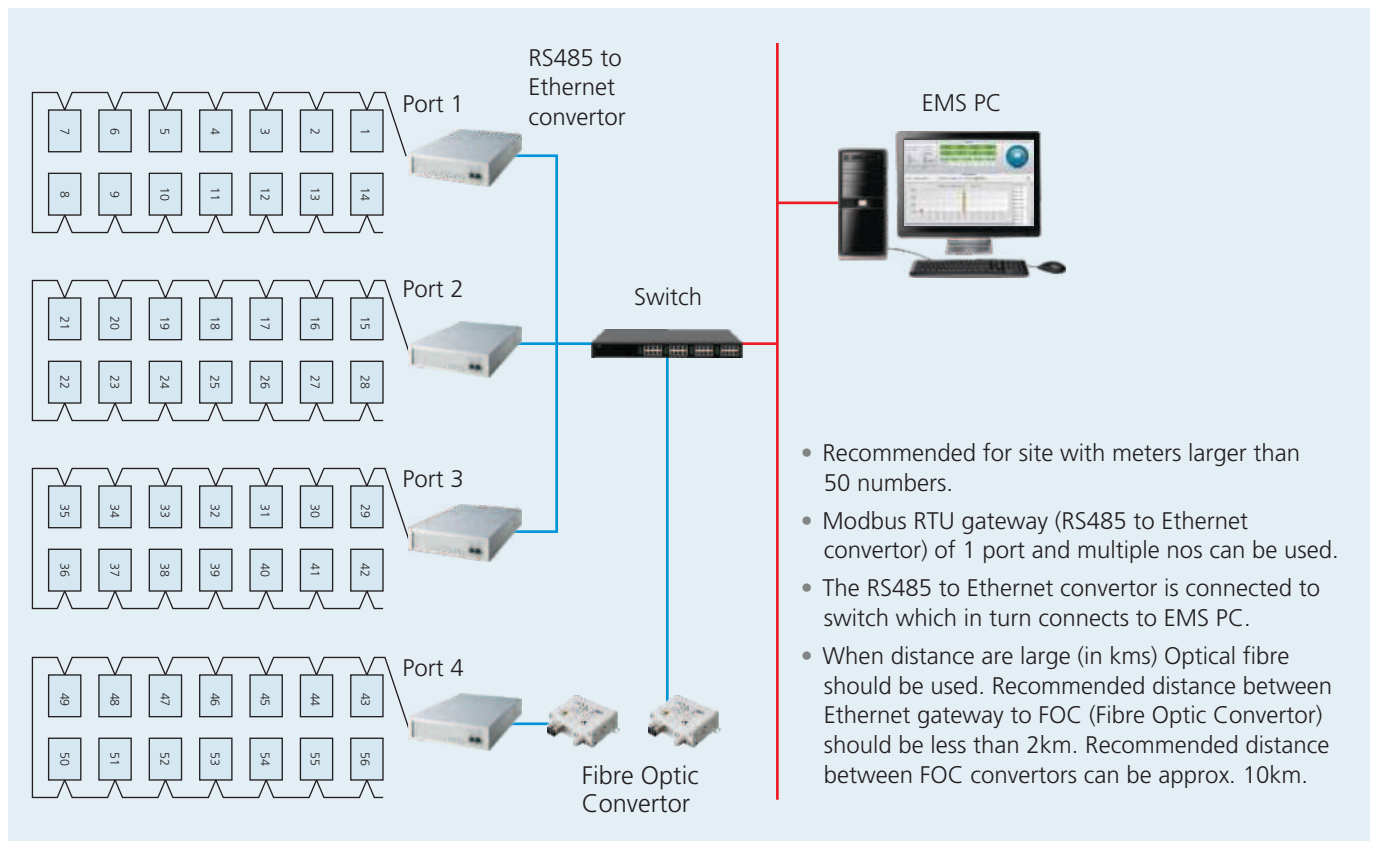 RS485 to
Ethernet
convertor
Port 1
7 6 5 4 3 2 1
8 9 10 11 12 13 14
EMS PC
Port 2
21 20 19 18 17 16 15
22 23 24 25 26 27 28
Switch
Port 3
35 34 33 32 31 30 29
36 37 38 39 40 41 42
Port 4
49 48 47 46 45 44 43
50 51 52 53 54 55 56
Fibre Optic
Convertor
• Recommended for site with meters larger than
50 numbers.
• Modbus RTU gateway (RS485 to Ethernet
convertor) of 1 port and multiple nos can be used.
• The RS485 to Ethernet convertor is connected to
switch which in turn connects to EMS PC.
• When distance are large (in kms) Optical fibre
should be used. Recommended distance between
Ethernet gateway to FOC (Fibre Optic Convertor)
should be less than 2km. Recommended distance
between FOC convertors can be approx. 10km.